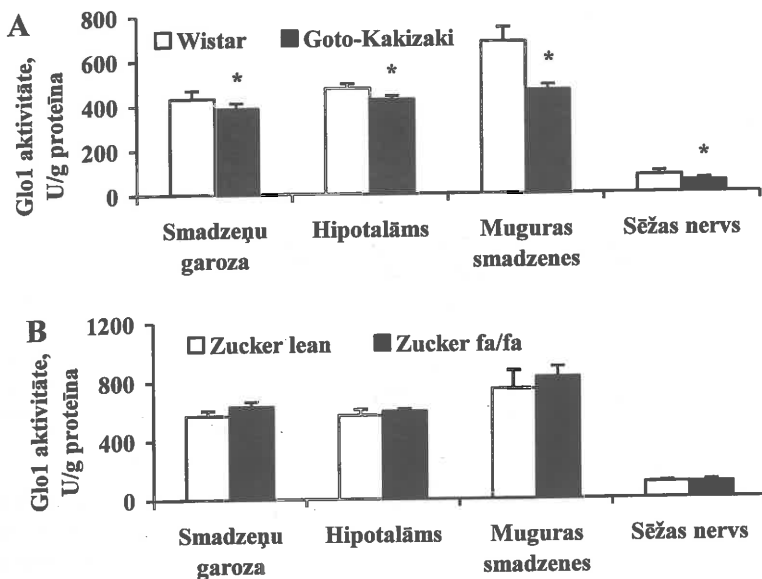 A
800
600
400
200
0
Glo1 aktivitāte,
U/g proteīna
Wistar
Goto-Kakizaki
*
*
*
*
Smadzeņu
garoza
Hipotalāms
Muguras
smadzenes
Sēžas nervs
B
1200
800
400
0
Glo1 aktivitāte,
U/g proteīna
Zucker lean
Zucker fa/fa
Smadzeņu
garoza
Hipotalāms
Muguras
smadzenes
Sēžas nervs